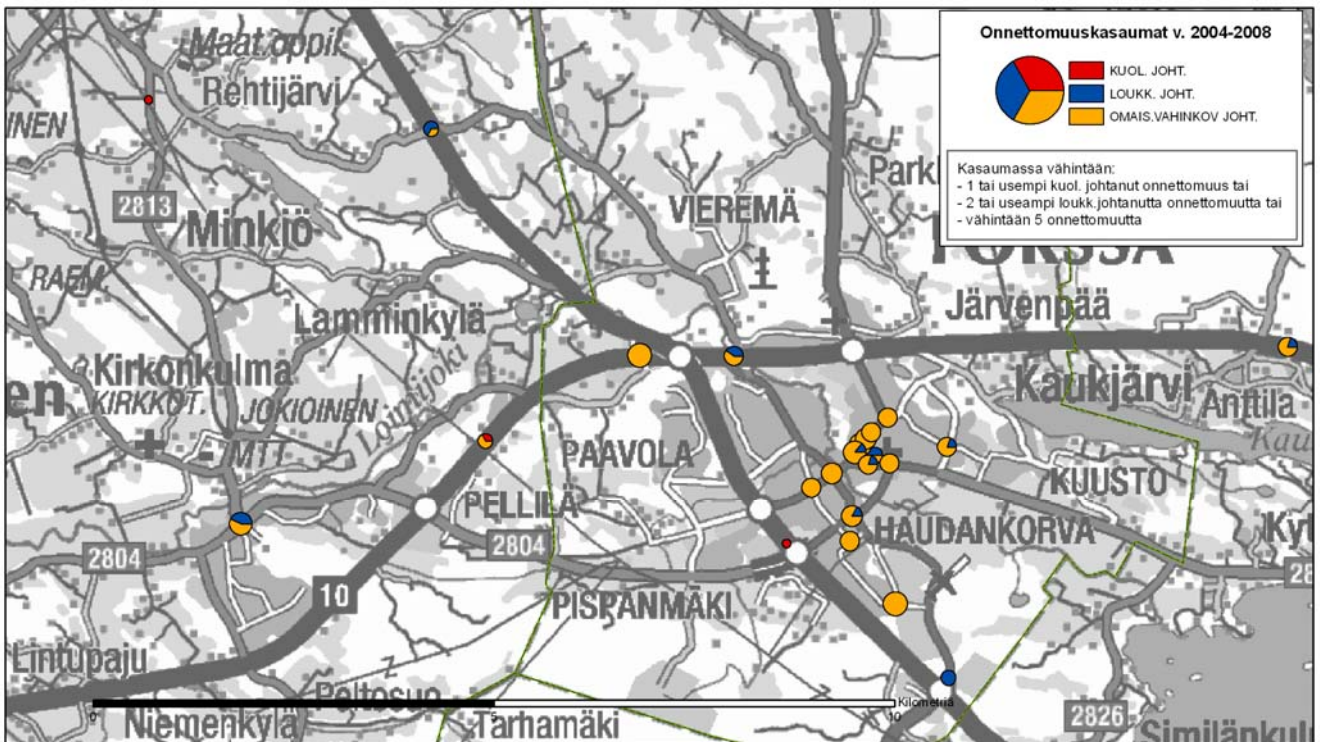 Onnettomuuskasaumat v. 2004-2008
KUOL. JOHT.
LOUKK. JOHT.
OMAIS.VAHINKOV JOHT.
Kasaumassa vähintään:
- 1 tai usempi kuol. johtanut onnettomuus tai
- 2 tai useampi loukk.johtanutta onnettomuutta tai
- vähintään 5 onnettomuutta
Maat.oppil.
Rehtijärvi
INEN
2813
Minkiö
VIEREMÄ
RAEM.
Lamminkylä
Järvenpää
Kirkonkulma
KIRKKOT.
JOKIOINEN
Loimijoki
en
MTT
Kaukjärvi
Anttila
PAAVOLA
KUUSTO
PELLILÄ
HAUDANKORVA
2804
2804
10
PISPANMÄKI
Lintupaju
Peltosuo
0
5
10
Kilometriä
Niemenkylä
Tarhamäki
2826